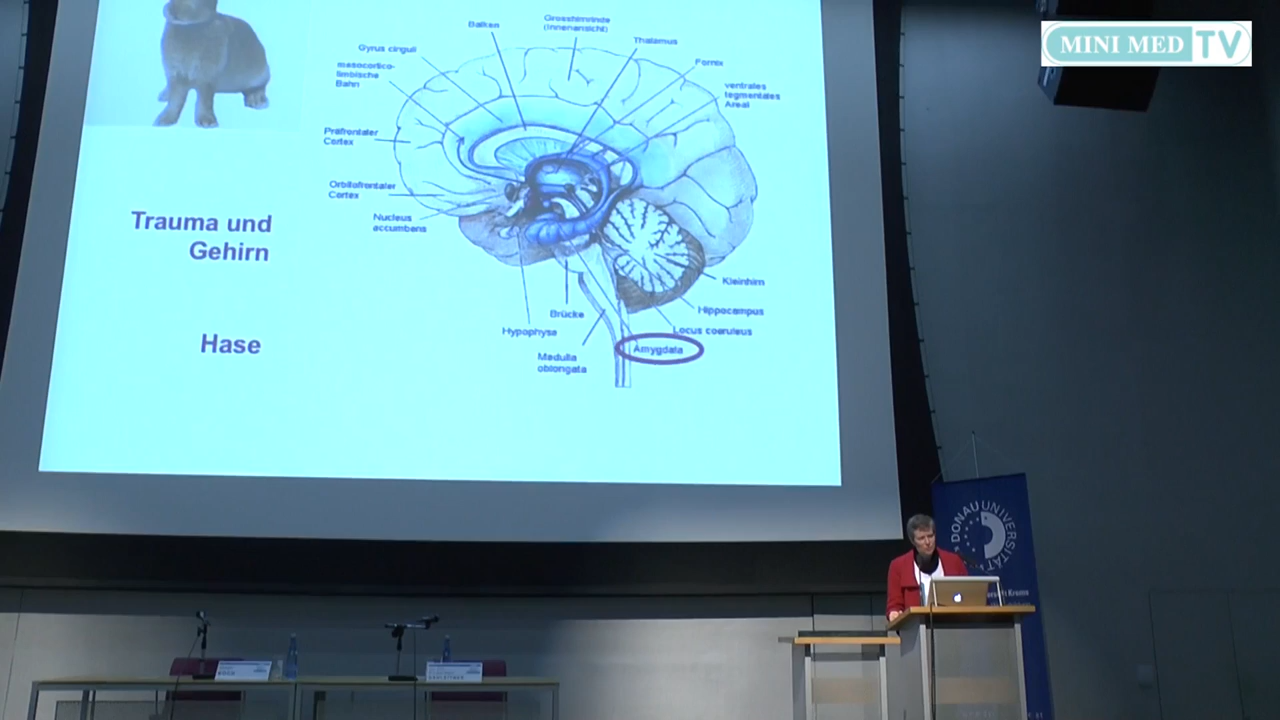 MINI MED TV
Balken
Grosshirnrinde
(Innenansicht)
Thalamus
Gyrus cinguli
Fornix
mesocortico-
limbische
Bahn
ventrales
tegmentales
Areal
Präfrontaler
Cortex
Orbitofrontaler
Cortex
Nucleus
accumbens
Trauma und
Gehirn
Kleinhirn
Hippocampus
Brücke
Hypophyse
Locus coeruleus
Hase
Amygdala
Medulla
oblongata
DONAU UNIVERSITÄT
Krems